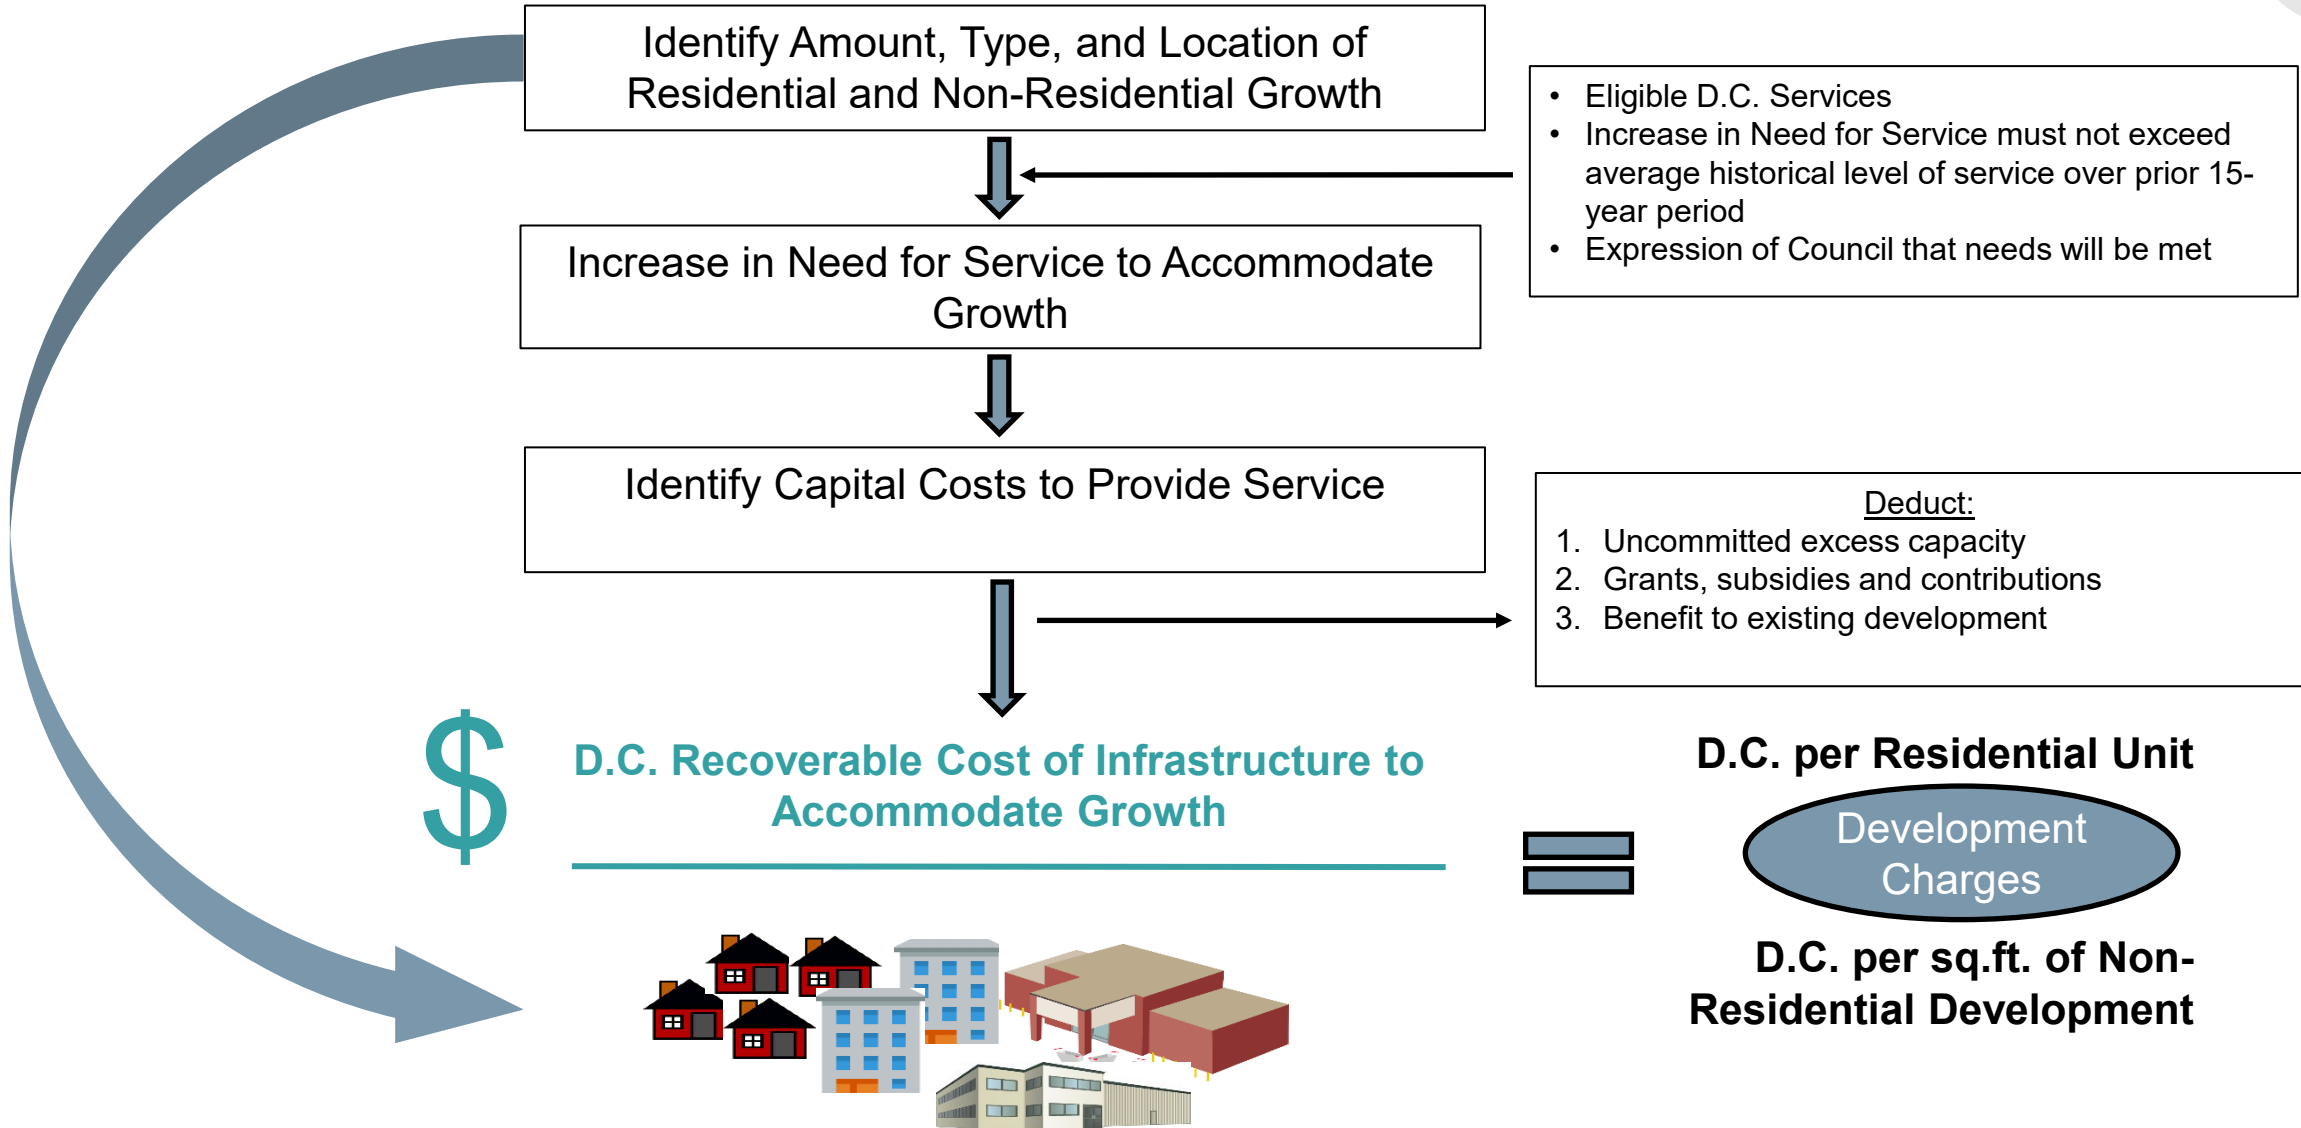 Identify Amount, Type, and Location of
Residential and Non-Residential Growth
• Eligible D.C. Services
• Increase in Need for Service must not exceed
average historical level of service over prior 15-
year period
• Expression of Council that needs will be met
Increase in Need for Service to Accommodate
Growth
Identify Capital Costs to Provide Service
Deduct:
1. Uncommitted excess capacity
2. Grants, subsidies and contributions
3. Benefit to existing development
$
D.C. Recoverable Cost of Infrastructure to
Accommodate Growth
D.C. per Residential Unit
Development
Charges
D.C. per sq.ft. of Non-
Residential Development